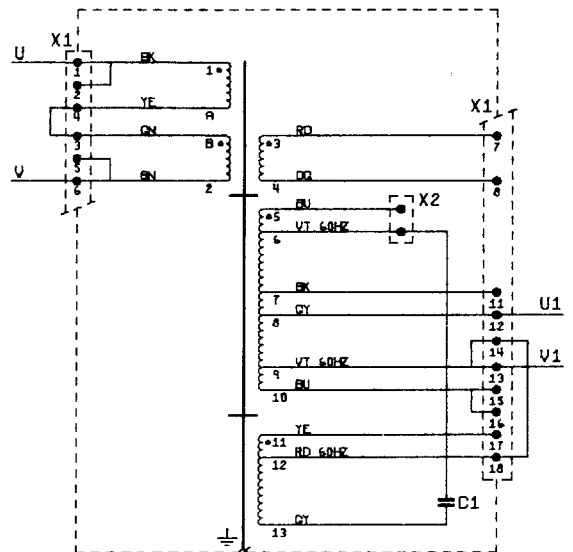 X1
U
BK
1
1
2
YE
4
A
X1
GN
3
B
3
RD
7
5
V
BN
6
2
4
OG
8
5
BU
X2
6
VT 60HZ
BK
7
11
U1
GY
8
12
14
V1
VT 60HZ
9
13
BU
10
15
16
YE
11
17
RD 60HZ
12
18
C1
GY
13